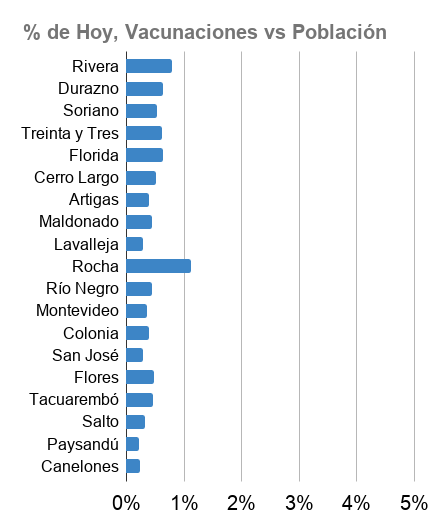 % de Hoy, Vacunaciones vs Población
Rivera
Durazno
Soriano
Treinta y Tres
Florida
Cerro Largo
Artigas
Maldonado
Lavalleja
Rocha
Río Negro
Montevideo
Colonia
San José
Flores
Tacuarembó
Salto
Paysandú
Canelones
0% 1% 2% 3% 4% 5%